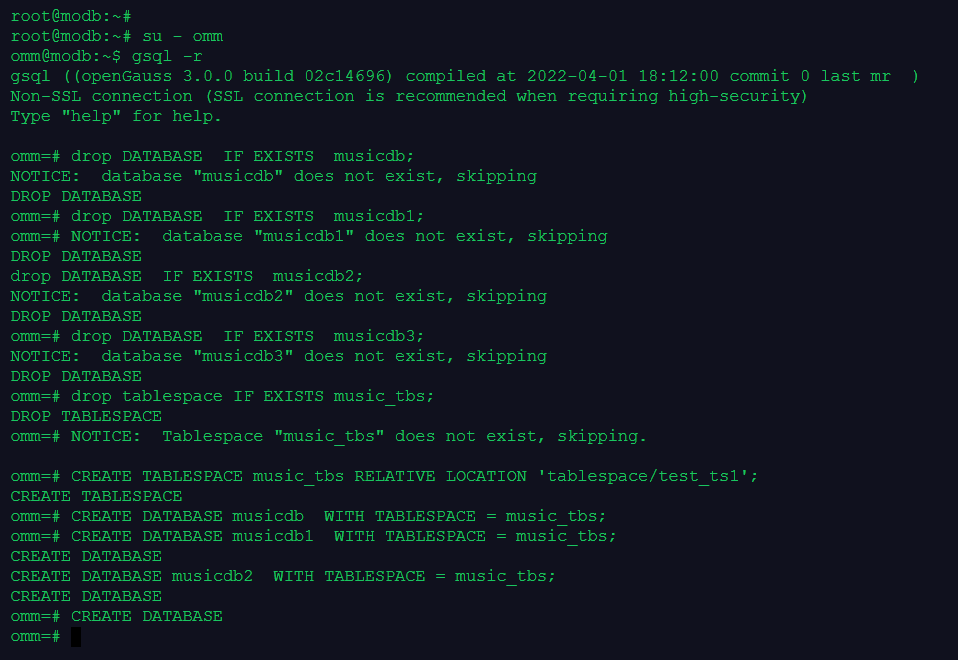 root@modb:~#
root@modb:~# su - omm
omm@modb:~$ gsql -r
gsql ((openGauss 3.0.0 build 02c14696) compiled at 2022-04-01 18:12:00 commit 0 last mr  )
Non-SSL connection (SSL connection is recommended when requiring high-security)
Type "help" for help.

omm=# drop DATABASE  IF EXISTS  musicdb;
NOTICE:  database "musicdb" does not exist, skipping
DROP DATABASE
omm=# drop DATABASE  IF EXISTS  musicdb1;
omm=# NOTICE:  database "musicdb1" does not exist, skipping
DROP DATABASE
drop DATABASE  IF EXISTS  musicdb2;
NOTICE:  database "musicdb2" does not exist, skipping
DROP DATABASE
omm=# drop DATABASE  IF EXISTS  musicdb3;
NOTICE:  database "musicdb3" does not exist, skipping
DROP DATABASE
omm=# drop tablespace IF EXISTS music_tbs;
DROP TABLESPACE
omm=# NOTICE:  Tablespace "music_tbs" does not exist, skipping.

omm=# CREATE TABLESPACE music_tbs RELATIVE LOCATION 'tablespace/test_ts1';
CREATE TABLESPACE
omm=# CREATE DATABASE musicdb  WITH TABLESPACE = music_tbs;
omm=# CREATE DATABASE musicdb1  WITH TABLESPACE = music_tbs;
CREATE DATABASE
CREATE DATABASE musicdb2  WITH TABLESPACE = music_tbs;
CREATE DATABASE
omm=# CREATE DATABASE
omm=#